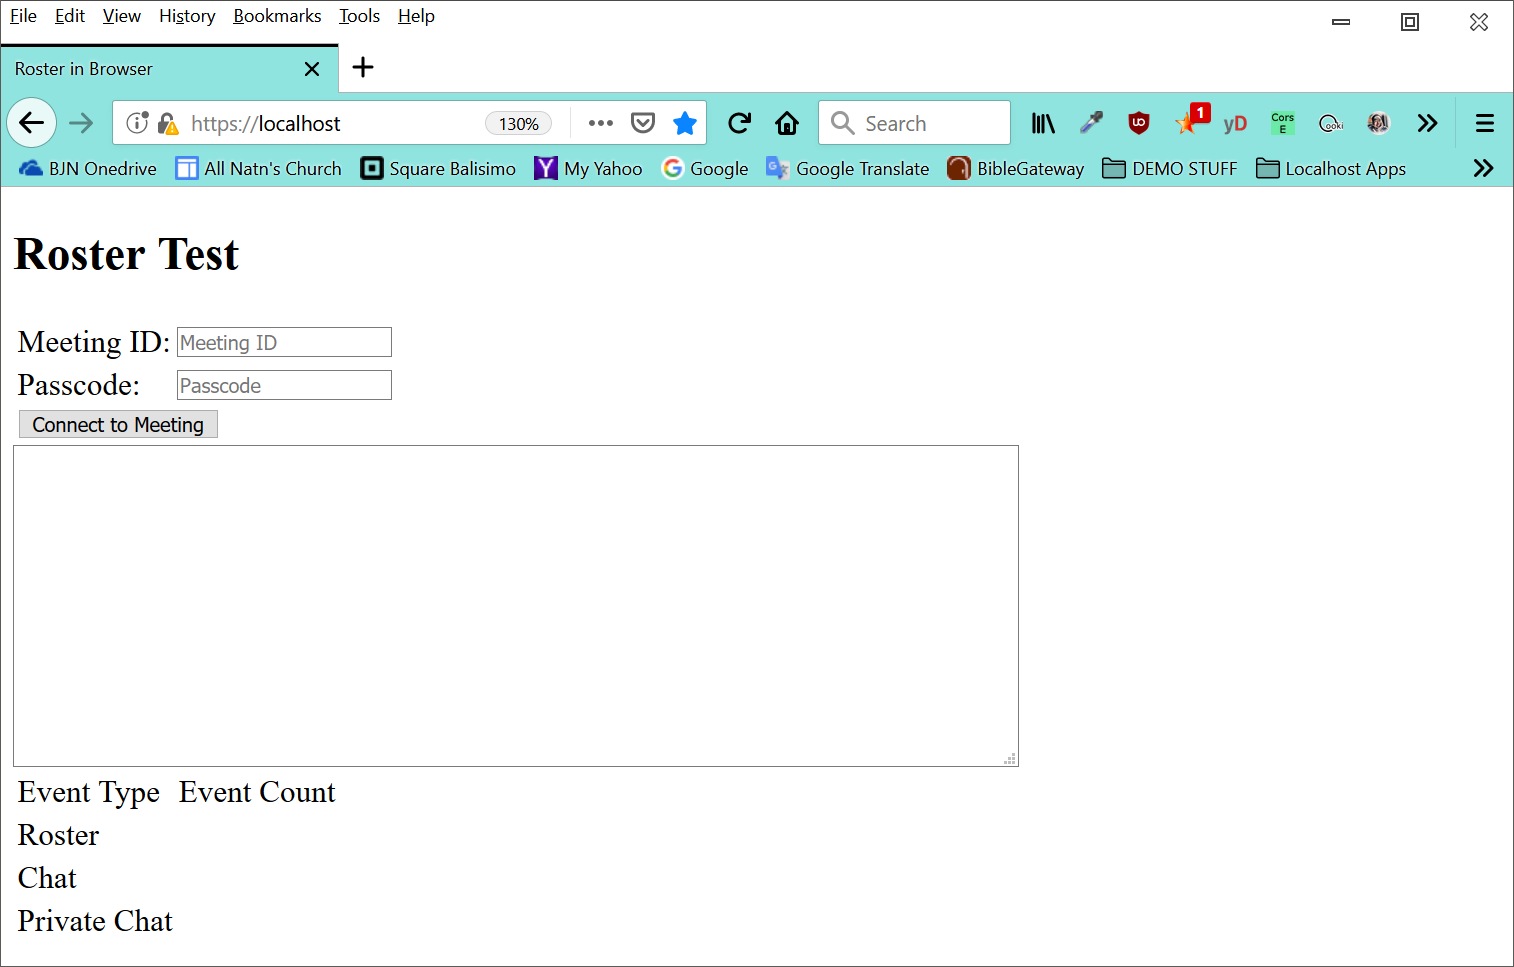 File Edit View History Bookmarks Tools Help
Roster in Browser
https://localhost 130% Search 1 yD Cors E
BJN Onedrive All Natn's Church Square Balisimo My Yahoo Google Google Translate BibleGateway DEMO STUFF Localhost Apps
Roster Test
Meeting ID: Meeting ID
Passcode: Passcode
Connect to Meeting
Event Type Event Count
Roster
Chat
Private Chat